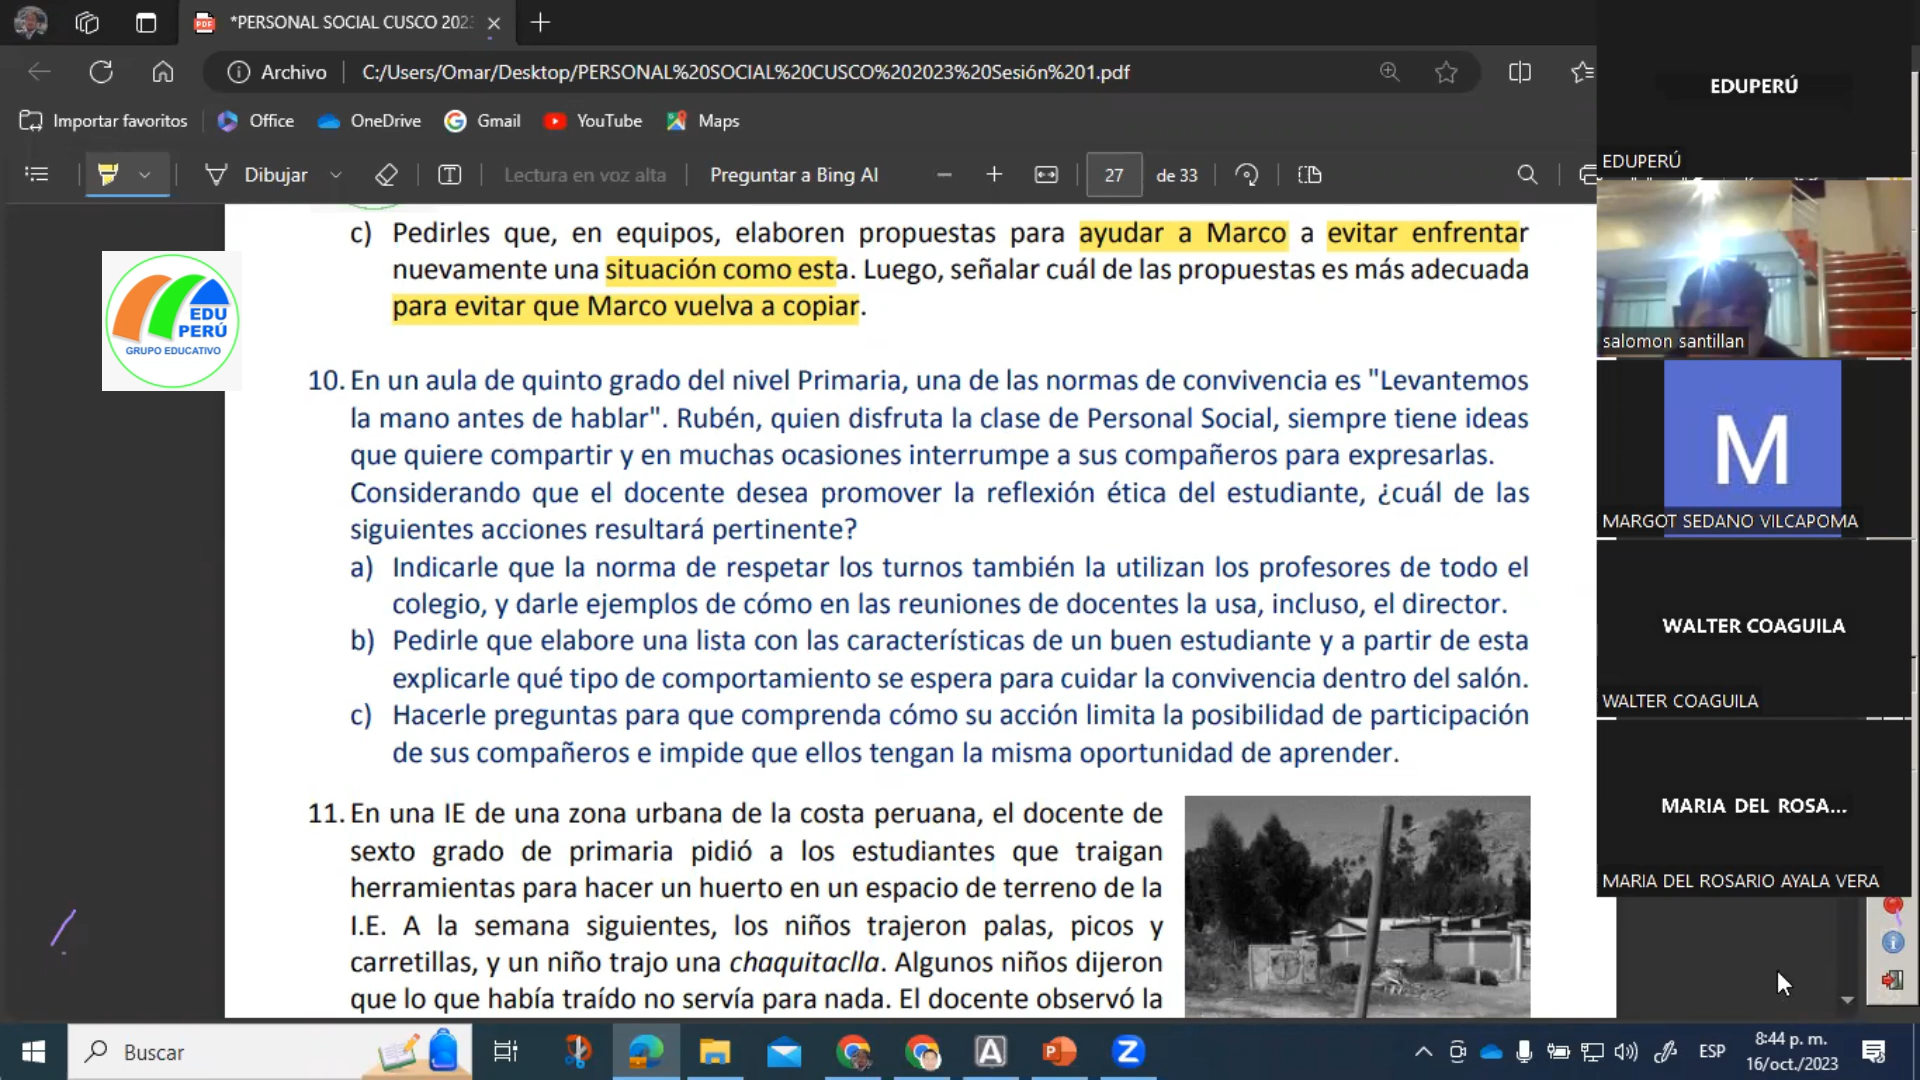 *PERSONAL SOCIAL CUSCO 202
Archivo
C:/Users/Omar/Desktop/PERSONAL%20SOCIAL%20CUSCO%202023%20Sesión%201.pdf
Importar favoritos
Office
OneDrive
Gmail
YouTube
Maps
Dibujar
Lectura en voz alta
Preguntar a Bing AI
27
de 33
EDU
PERÚ
GRUPO EDUCATIVO
c) Pedirles que, en equipos, elaboren propuestas para ayudar a Marco a evitar enfrentar
nuevamente una situación como esta. Luego, señalar cuál de las propuestas es más adecuada
para evitar que Marco vuelva a copiar.
10. En un aula de quinto grado del nivel Primaria, una de las normas de convivencia es "Levantemos
la mano antes de hablar". Rubén, quien disfruta la clase de Personal Social, siempre tiene ideas
que quiere compartir y en muchas ocasiones interrumpe a sus compañeros para expresarlas.
Considerando que el docente desea promover la reflexión ética del estudiante, ¿cuál de las
siguientes acciones resultará pertinente?
a) Indicarle que la norma de respetar los turnos también la utilizan los profesores de todo el
colegio, y darle ejemplos de cómo en las reuniones de docentes la usa, incluso, el director.
b) Pedirle que elabore una lista con las características de un buen estudiante y a partir de esta
explicarle qué tipo de comportamiento se espera para cuidar la convivencia dentro del salón.
c) Hacerle preguntas para que comprenda cómo su acción limita la posibilidad de participación
de sus compañeros e impide que ellos tengan la misma oportunidad de aprender.
11. En una IE de una zona urbana de la costa peruana, el docente de
sexto grado de primaria pidió a los estudiantes que traigan
herramientas para hacer un huerto en un espacio de terreno de la
I.E. A la semana siguientes, los niños trajeron palas, picos y
carretillas, y un niño trajo una chaquitaclla. Algunos niños dijeron
que lo que había traído no servía para nada. El docente observó la
EDUPERÚ
EDUPERÚ
salomon santillan
M
MARGOT SEDANO VILCAPOMA
WALTER COAGUILA
WALTER COAGUILA
MARIA DEL ROSA...
MARIA DEL ROSARIO AYALA VERA
Buscar
ESP
8:44 p. m.
16/oct./2023